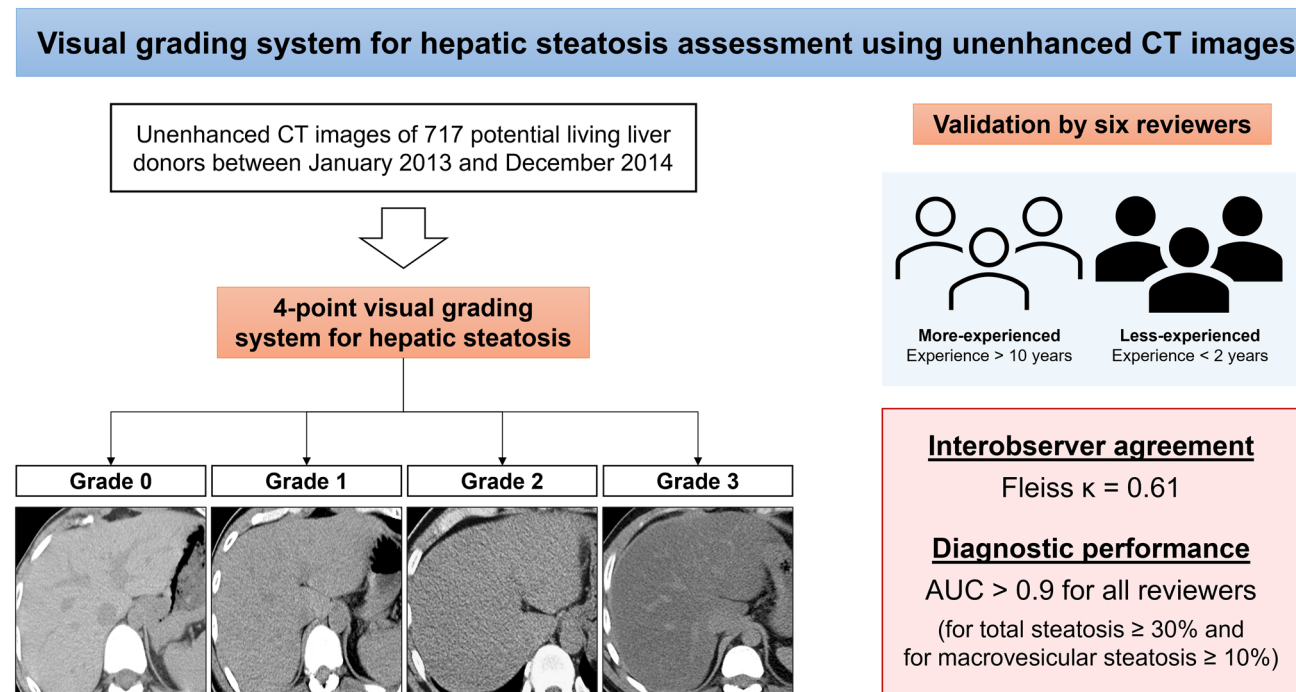 Visual grading system for hepatic steatosis assessment using unenhanced CT images
Unenhanced CT images of 717 potential living liver
donors between January 2013 and December 2014
4-point visual grading
system for hepatic steatosis
Grade 0
Grade 1
Grade 2
Grade 3
Validation by six reviewers
More-experienced
Experience > 10 years
Less-experienced
Experience < 2 years
Interobserver agreement
Fleiss κ = 0.61
Diagnostic performance
AUC > 0.9 for all reviewers
(for total steatosis ≥ 30% and
for macrovesicular steatosis ≥ 10%)